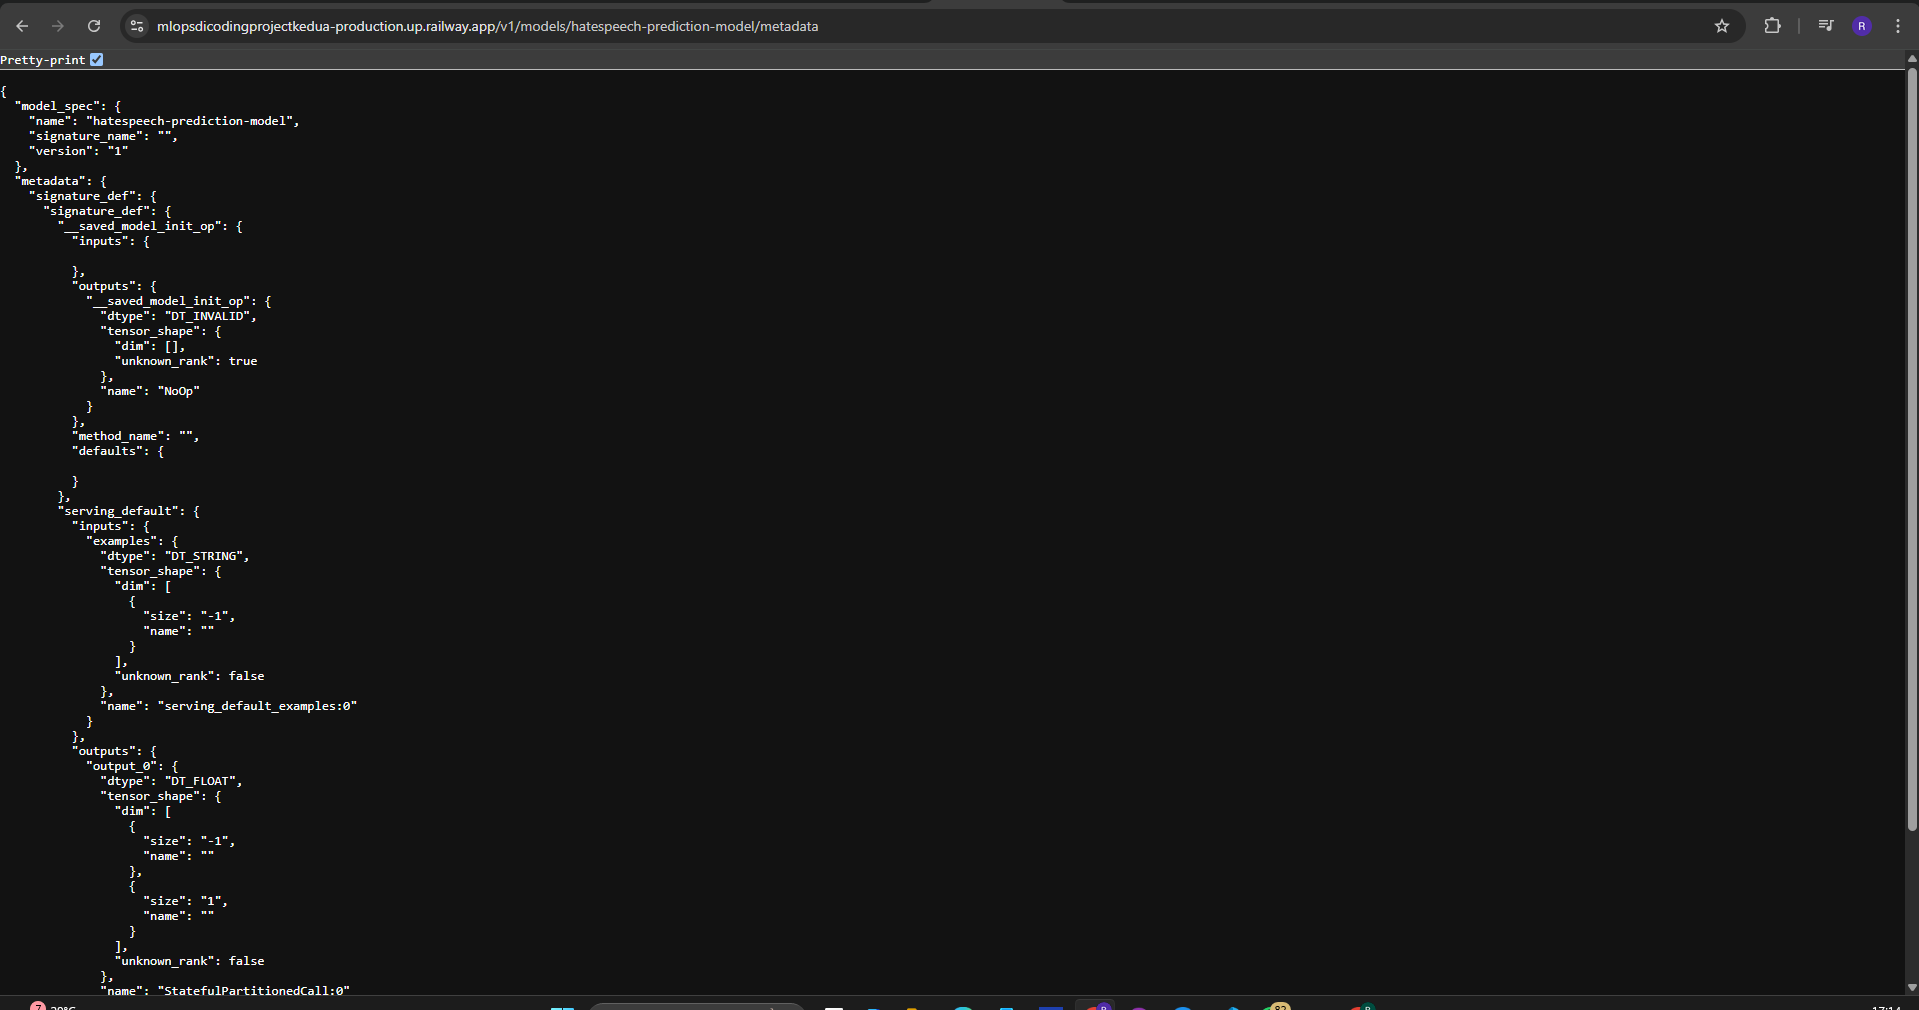 mlopsdicodingprojectkedua-production.up.railway.app/v1/models/hatespeech-prediction-model/metadata
R
Pretty-print
{
  "model_spec": {
    "name": "hatespeech-prediction-model",
    "signature_name": "",
    "version": "1"
  },
  "metadata": {
    "signature_def": {
      "signature_def": {
        "__saved_model_init_op": {
          "inputs": {
          },
          "outputs": {
            "__saved_model_init_op": {
              "dtype": "DT_INVALID",
              "tensor_shape": {
                "dim": [],
                "unknown_rank": true
              },
              "name": "NoOp"
            }
          },
          "method_name": "",
          "defaults": {
          }
        },
        "serving_default": {
          "inputs": {
            "examples": {
              "dtype": "DT_STRING",
              "tensor_shape": {
                "dim": [
                  {
                    "size": "-1",
                    "name": ""
                  }
                ],
                "unknown_rank": false
              },
              "name": "serving_default_examples:0"
            }
          },
          "outputs": {
            "output_0": {
              "dtype": "DT_FLOAT",
              "tensor_shape": {
                "dim": [
                  {
                    "size": "-1",
                    "name": ""
                  },
                  {
                    "size": "1",
                    "name": ""
                  }
                ],
                "unknown_rank": false
              },
              "name": "StatefulPartitionedCall:0"